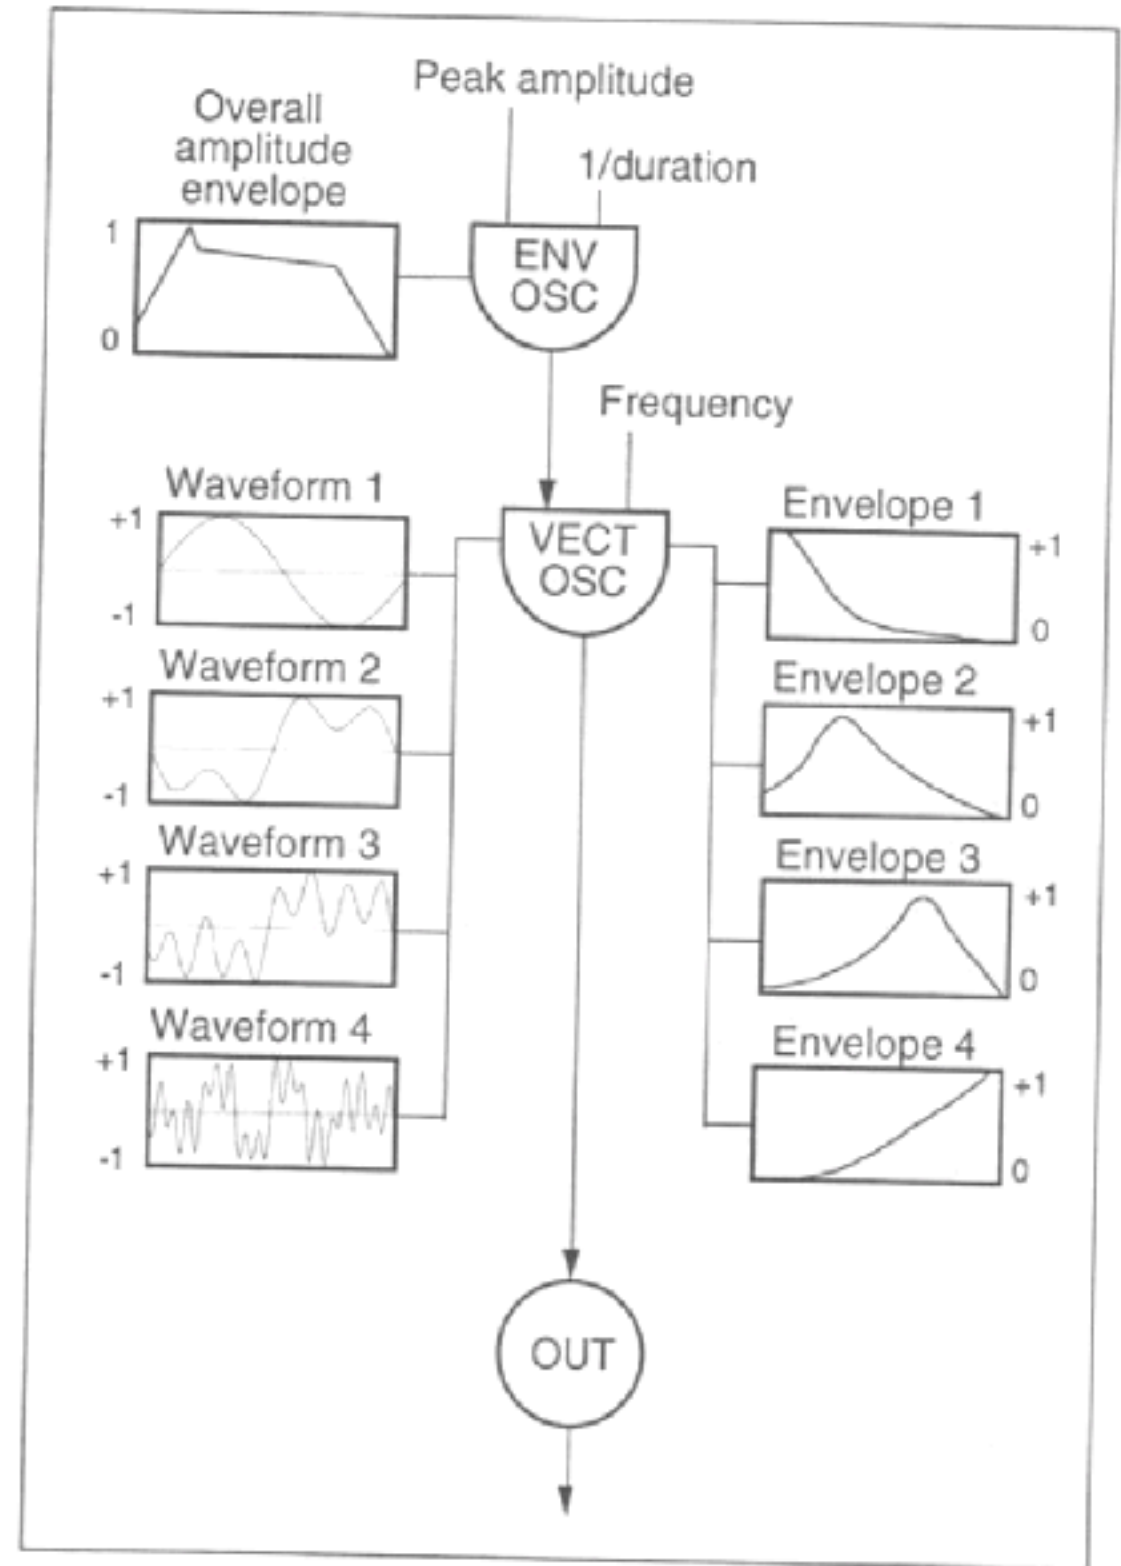 Peak amplitude
Overall
amplitude
envelope
1/duration
1
0
ENV
OSC
Frequency
Waveform 1
+1
-1
VECT
OSC
Envelope 1
+1
0
Waveform 2
+1
-1
Envelope 2
+1
0
Waveform 3
+1
-1
Envelope 3
+1
0
Waveform 4
+1
-1
Envelope 4
+1
0
OUT